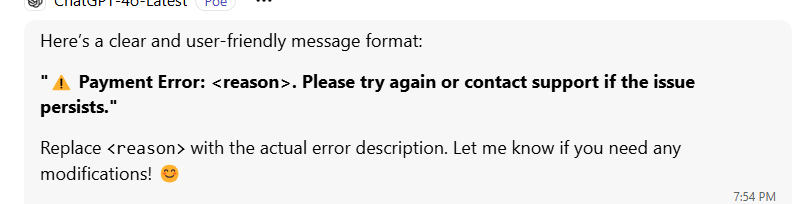 ChatGPT-4o-Latest Poe ...
Here's a clear and user-friendly message format:
"⚠️ Payment Error: <reason>. Please try again or contact support if the issue
persists."
Replace <reason> with the actual error description. Let me know if you need any
modifications! 😊
7:54 PM